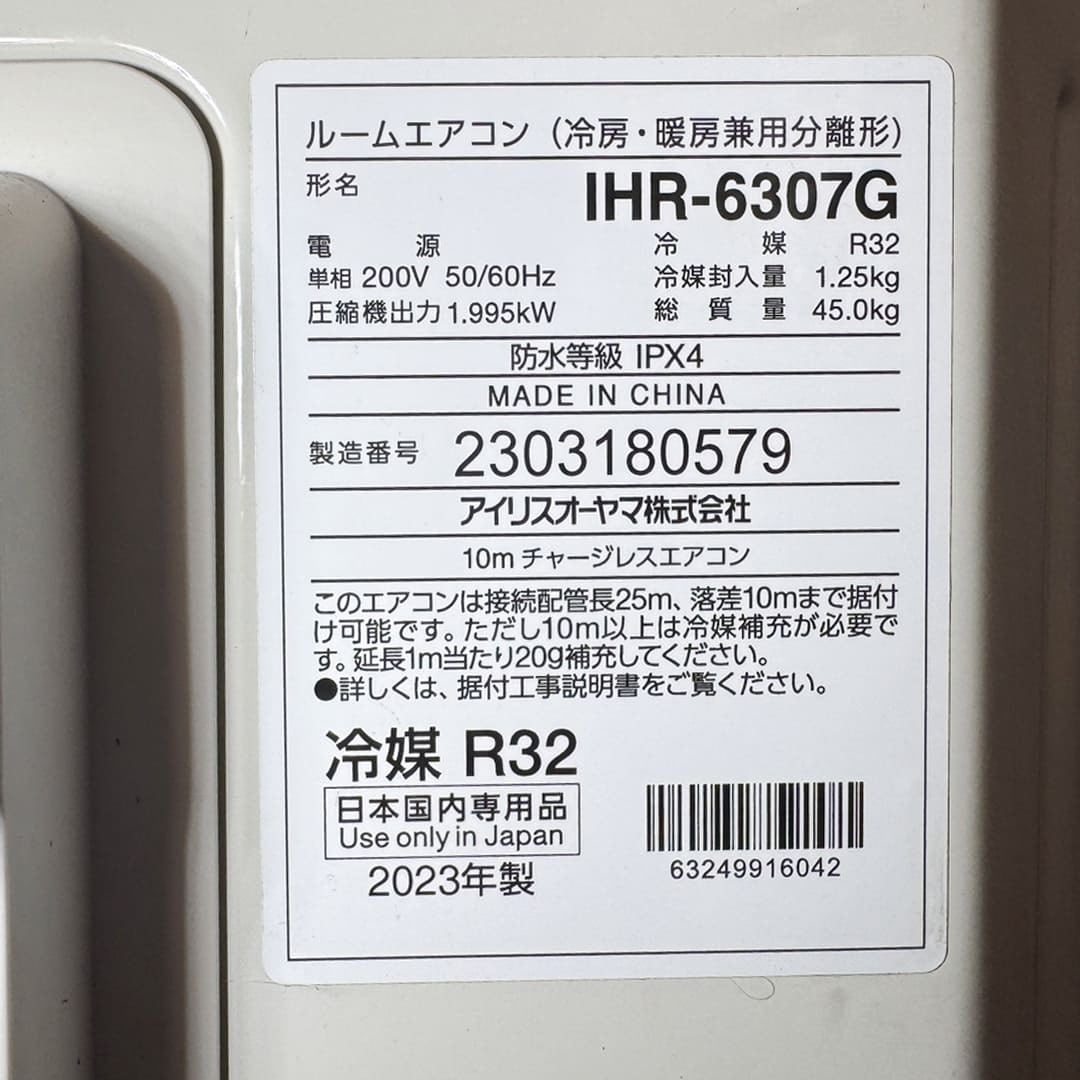 ルームエアコン（冷房・暖房兼用分離形）
形名 IHR-6307G
電源 冷媒 R32
単相 200V 50/60Hz 冷媒封入量 1.25kg
圧縮機出力 1.995kW 総質量 45.0kg
防水等級 IPX4
MADE IN CHINA
製造番号 2303180579
アイリスオーヤマ株式会社
10m チャージレスエアコン
このエアコンは接続配管長25m、落差10mまで据付
け可能です。ただし10m以上は冷媒補充が必要で
す。延長1m当たり20g補充してください。
●詳しくは、据付工事説明書をご覧ください。
冷媒 R32
日本国内専用品
Use only in Japan
2023年製
63249916042